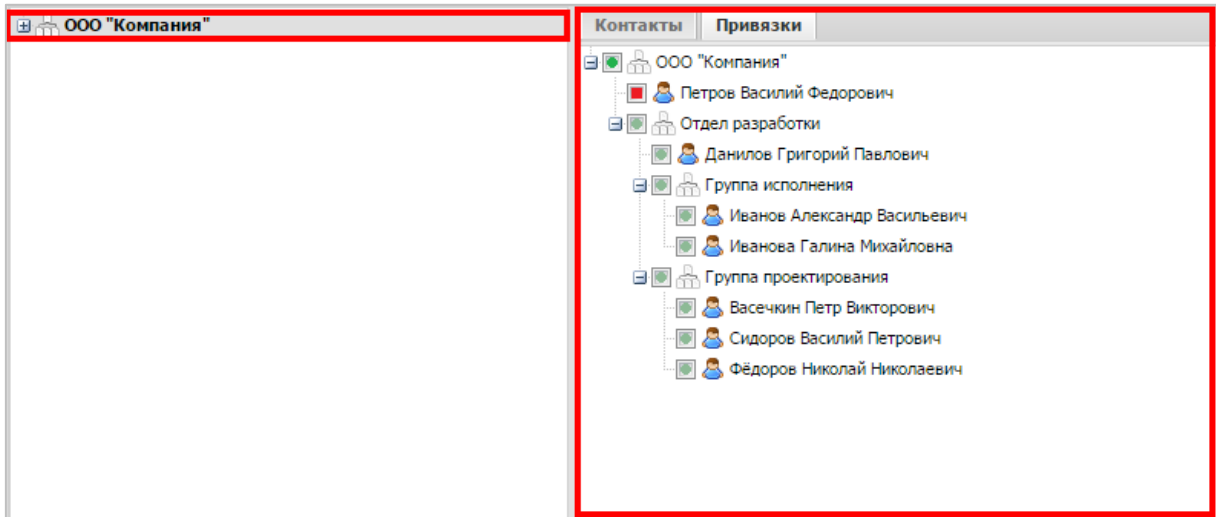 ООО "Компания"
Контакты Привязки
ООО "Компания"
Петров Василий Федорович
Отдел разработки
Данилов Григорий Павлович
Группа исполнения
Иванов Александр Васильевич
Иванова Галина Михайловна
Группа проектирования
Васечкин Петр Викторович
Сидоров Василий Петрович
Фёдоров Николай Николаевич